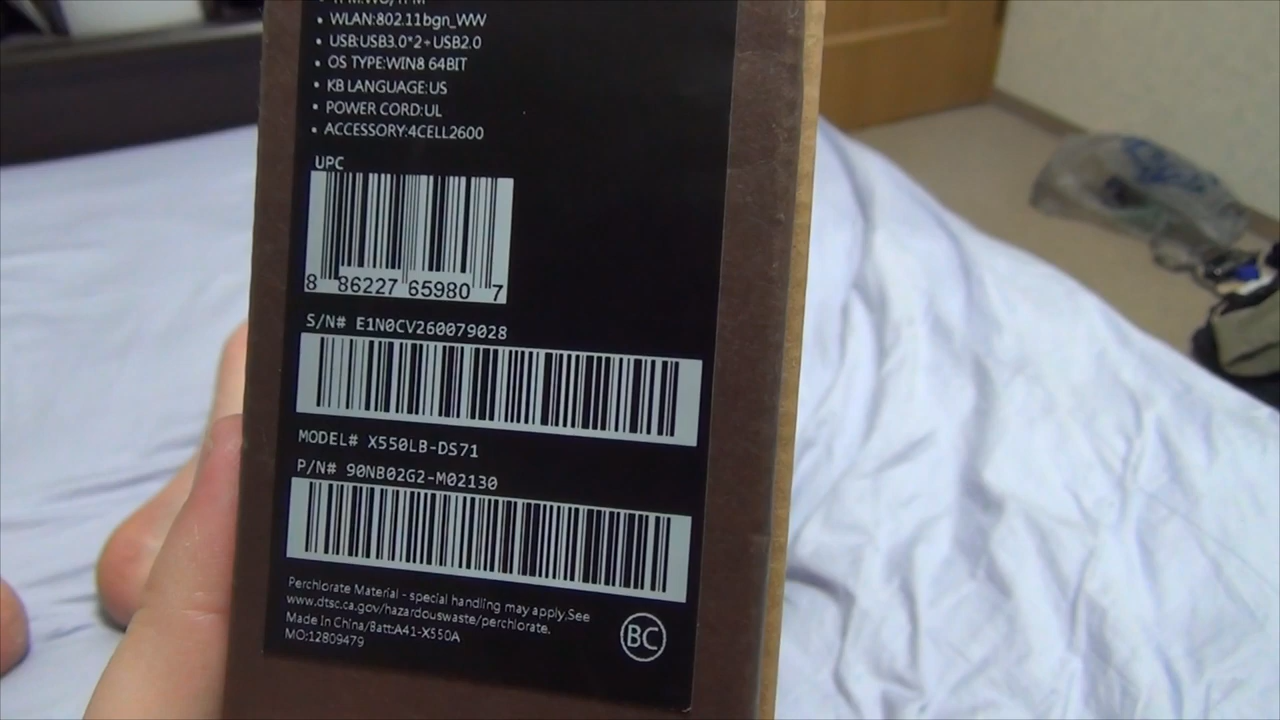 • WLAN:802.11bgn_WW
• USB:USB3.0*2+USB2.0
• OS TYPE:WIN8 64BIT
• KB LANGUAGE:US
• POWER CORD:UL
• ACCESSORY:4CELL2600
UPC
8 86227 65980 7
S/N# E1N0CV260079028
MODEL# X550LB-DS71
P/N# 90NB02G2-M02130
Perchlorate Material - special handling may apply.See
www.dtsc.ca.gov/hazardouswaste/perchlorate.
Made in China/Batt:A41-X550A
MO:12809479
BC